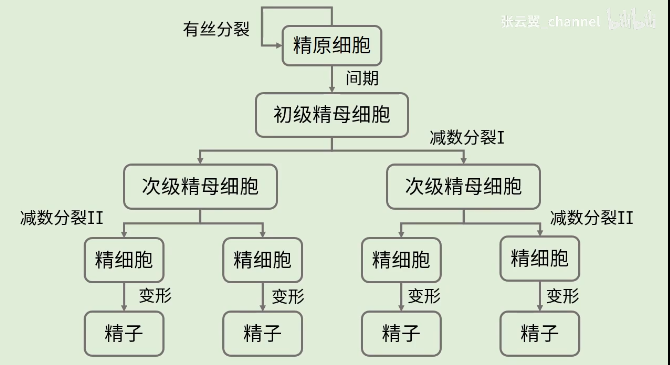 张云翼 channel bilibili
有丝分裂
精原细胞
间期
初级精母细胞
减数分裂I
次级精母细胞
次级精母细胞
减数分裂II
减数分裂II
精细胞
精细胞
精细胞
精细胞
变形
变形
变形
变形
精子
精子
精子
精子